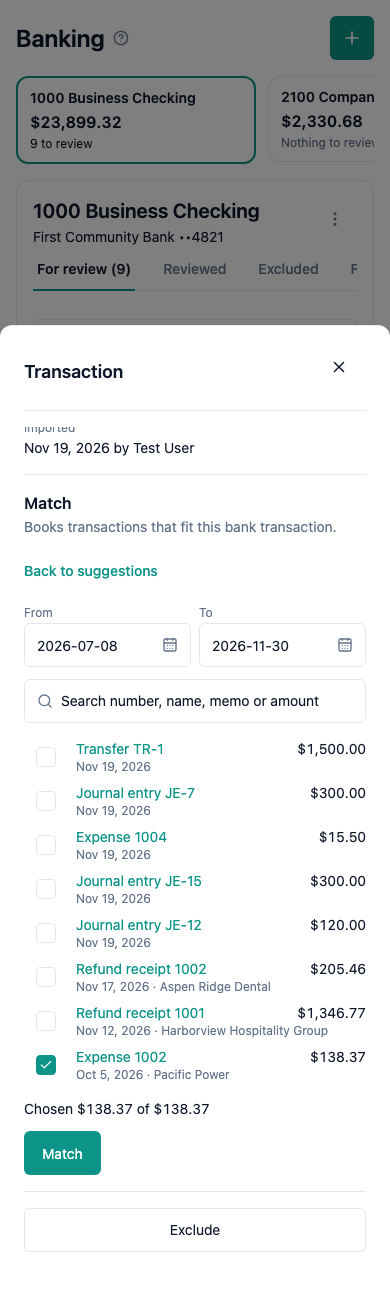 Banking
1000 Business Checking
$23,899.32
9 to review
2100 Compan
$2,330.68
Nothing to review
1000 Business Checking
First Community Bank ••4821
For review (9) Reviewed Excluded F
Transaction
Imported
Nov 19, 2026 by Test User
Match
Books transactions that fit this bank transaction.
Back to suggestions
From To
2026-07-08 2026-11-30
Search number, name, memo or amount
Transfer TR-1 $1,500.00
Nov 19, 2026
Journal entry JE-7 $300.00
Nov 19, 2026
Expense 1004 $15.50
Nov 19, 2026
Journal entry JE-15 $300.00
Nov 19, 2026
Journal entry JE-12 $120.00
Nov 19, 2026
Refund receipt 1002 $205.46
Nov 17, 2026 · Aspen Ridge Dental
Refund receipt 1001 $1,346.77
Nov 12, 2026 · Harborview Hospitality Group
Expense 1002 $138.37
Oct 5, 2026 · Pacific Power
Chosen $138.37 of $138.37
Match
Exclude